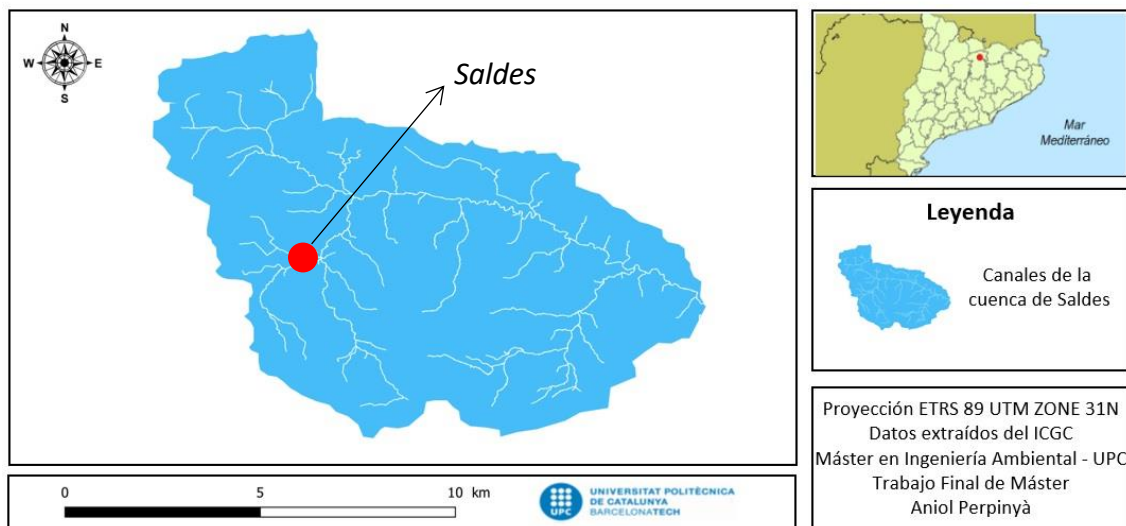 N
W E
S
Saldes
Mar
Mediterráneo
Leyenda
Canales de la
cuenca de Saldes
0 5 10 km
UPC
UNIVERSITAT POLITÈCNICA
DE CATALUNYA
BARCELONATECH
Proyección ETRS 89 UTM ZONE 31N
Datos extraídos del ICGC
Máster en Ingeniería Ambiental - UPC
Trabajo Final de Máster
Aniol Perpinyà